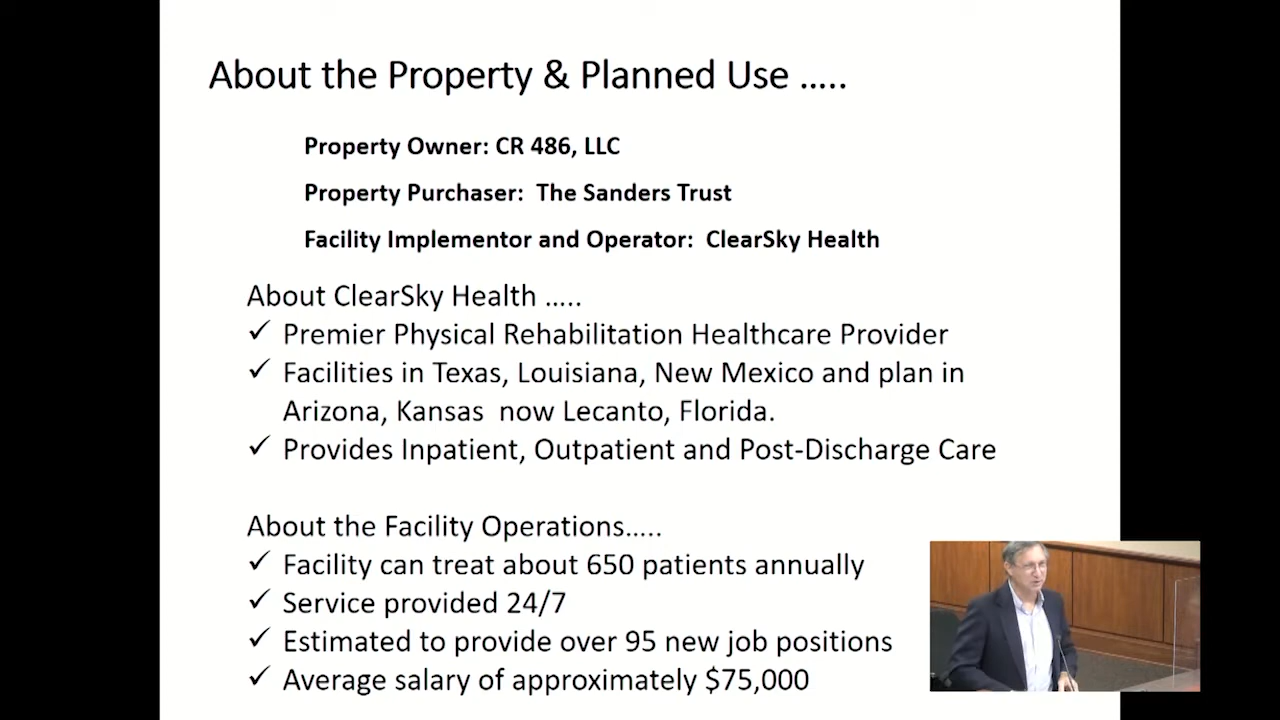 About the Property & Planned Use …..
Property Owner: CR 486, LLC
Property Purchaser:  The Sanders Trust
Facility Implementor and Operator:  ClearSky Health
About ClearSky Health …..
✓ Premier Physical Rehabilitation Healthcare Provider
✓ Facilities in Texas, Louisiana, New Mexico and plan in
Arizona, Kansas  now Lecanto, Florida.
✓ Provides Inpatient, Outpatient and Post-Discharge Care
About the Facility Operations…..
✓ Facility can treat about 650 patients annually
✓ Service provided 24/7
✓ Estimated to provide over 95 new job positions
✓ Average salary of approximately $75,000